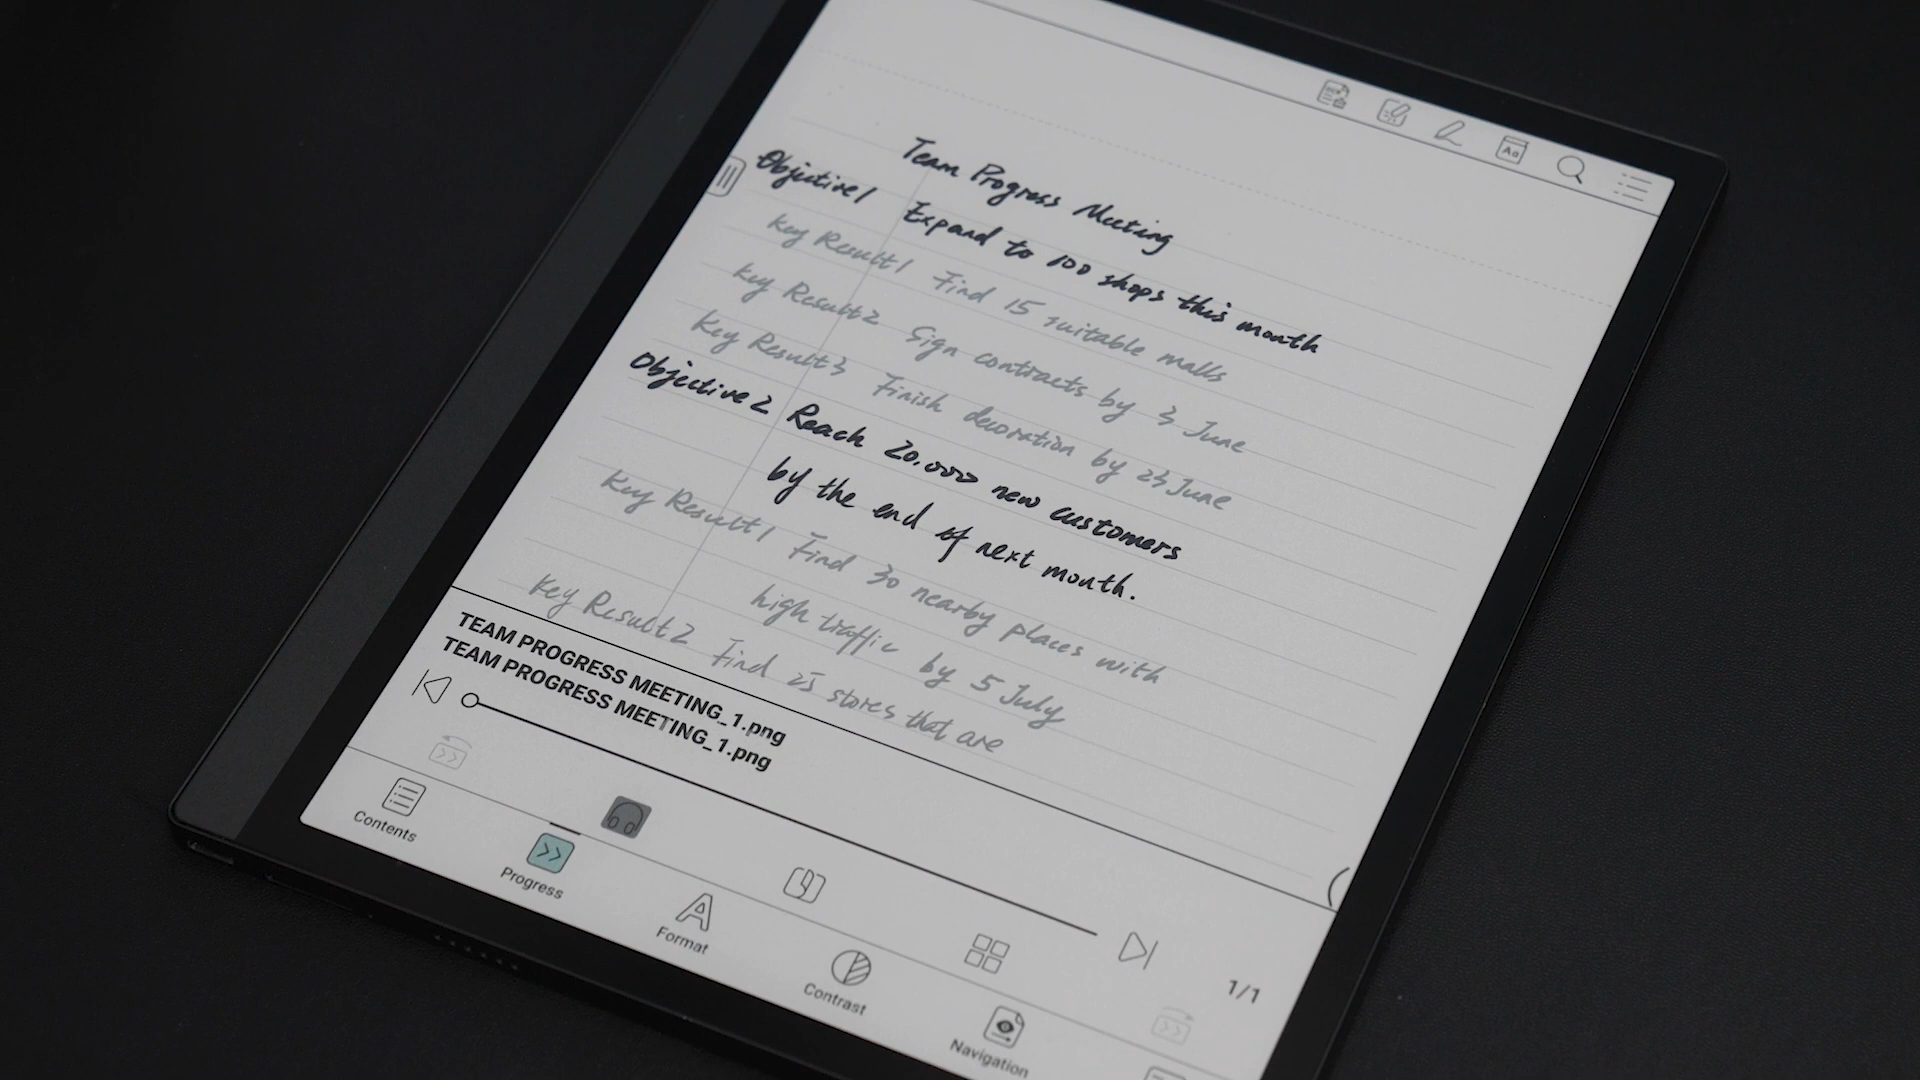 Team Progress Meeting
Objective1 Expand to 100 shops this month
Key Result1 Find 15 suitable malls
Key Result2 Sign contracts by 3 June
Key Result3 Finish decoration by 23 June
Objective2 Reach 20.000 new customers
by the end of next month.
Key Result1 Find 30 nearby places with
high traffic by 5 July
Key Result2 Find 25 stores that are
TEAM PROGRESS MEETING_1.png
TEAM PROGRESS MEETING_1.png
1/1
Contents
Progress
Format
Contrast
Navigation